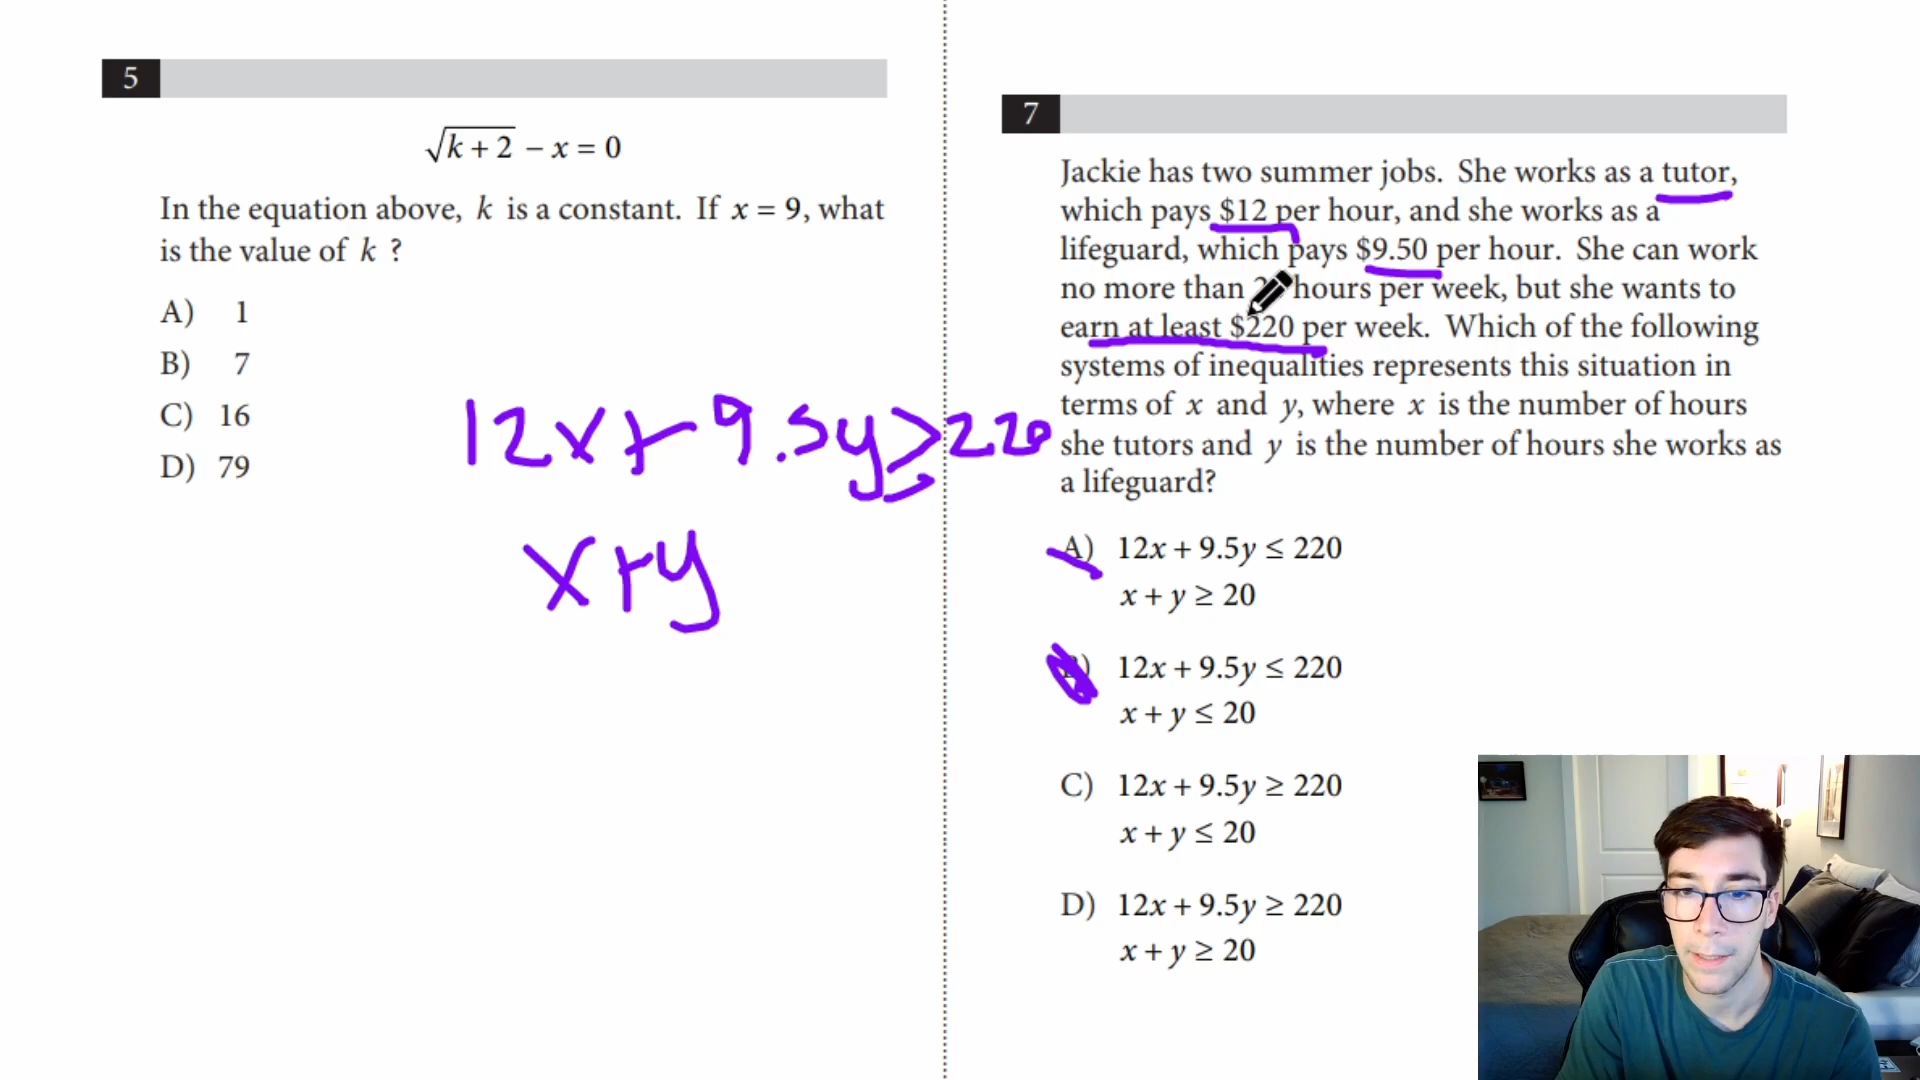 5
√k + 2 − x = 0
In the equation above, k is a constant. If x = 9, what
is the value of k ?
A) 1
B) 7
C) 16
D) 79
12x+9.5y≥220
x+y
7
Jackie has two summer jobs. She works as a tutor,
which pays $12 per hour, and she works as a
lifeguard, which pays $9.50 per hour. She can work
no more than hours per week, but she wants to
earn at least $220 per week. Which of the following
systems of inequalities represents this situation in
terms of x and y, where x is the number of hours
she tutors and y is the number of hours she works as
a lifeguard?
A) 12x + 9.5y ≤ 220
x + y ≥ 20
B) 12x + 9.5y ≤ 220
x + y ≤ 20
C) 12x + 9.5y ≥ 220
x + y ≤ 20
D) 12x + 9.5y ≥ 220
x + y ≥ 20